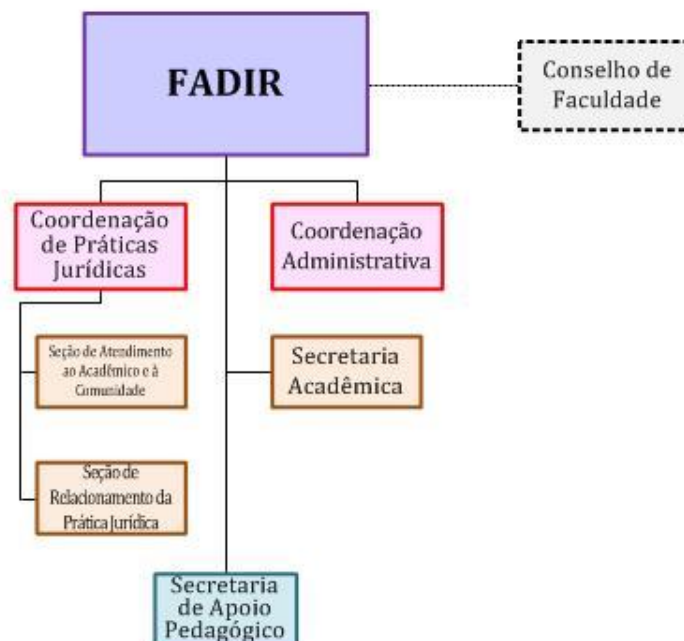 FADIR
Conselho de
Faculdade
Coordenação
de Práticas
Jurídicas
Coordenação
Administrativa
Seção de Atendimento
ao Acadêmico e à
Comunidade
Secretaria
Acadêmica
Seção de
Relacionamento da
Prática Jurídica
Secretaria
de Apoio
Pedagógico